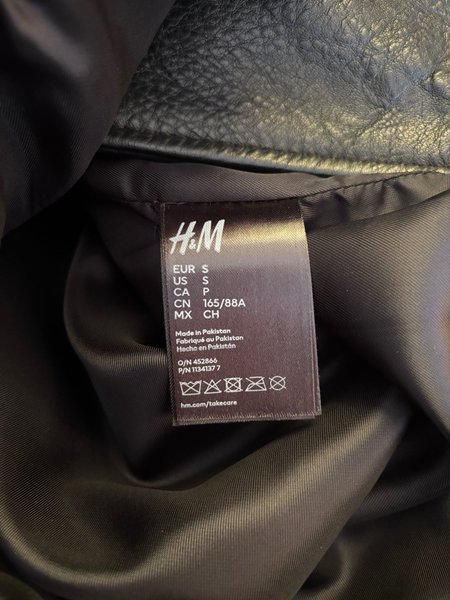 H&M
EUR S
US S
CA P
CN 165/88A
MX CH
Made in Pakistan
Fabriqué au Pakistan
Hecho en Pakistán
O/N 452866
P/N 1134137 7
hm.com/takecare